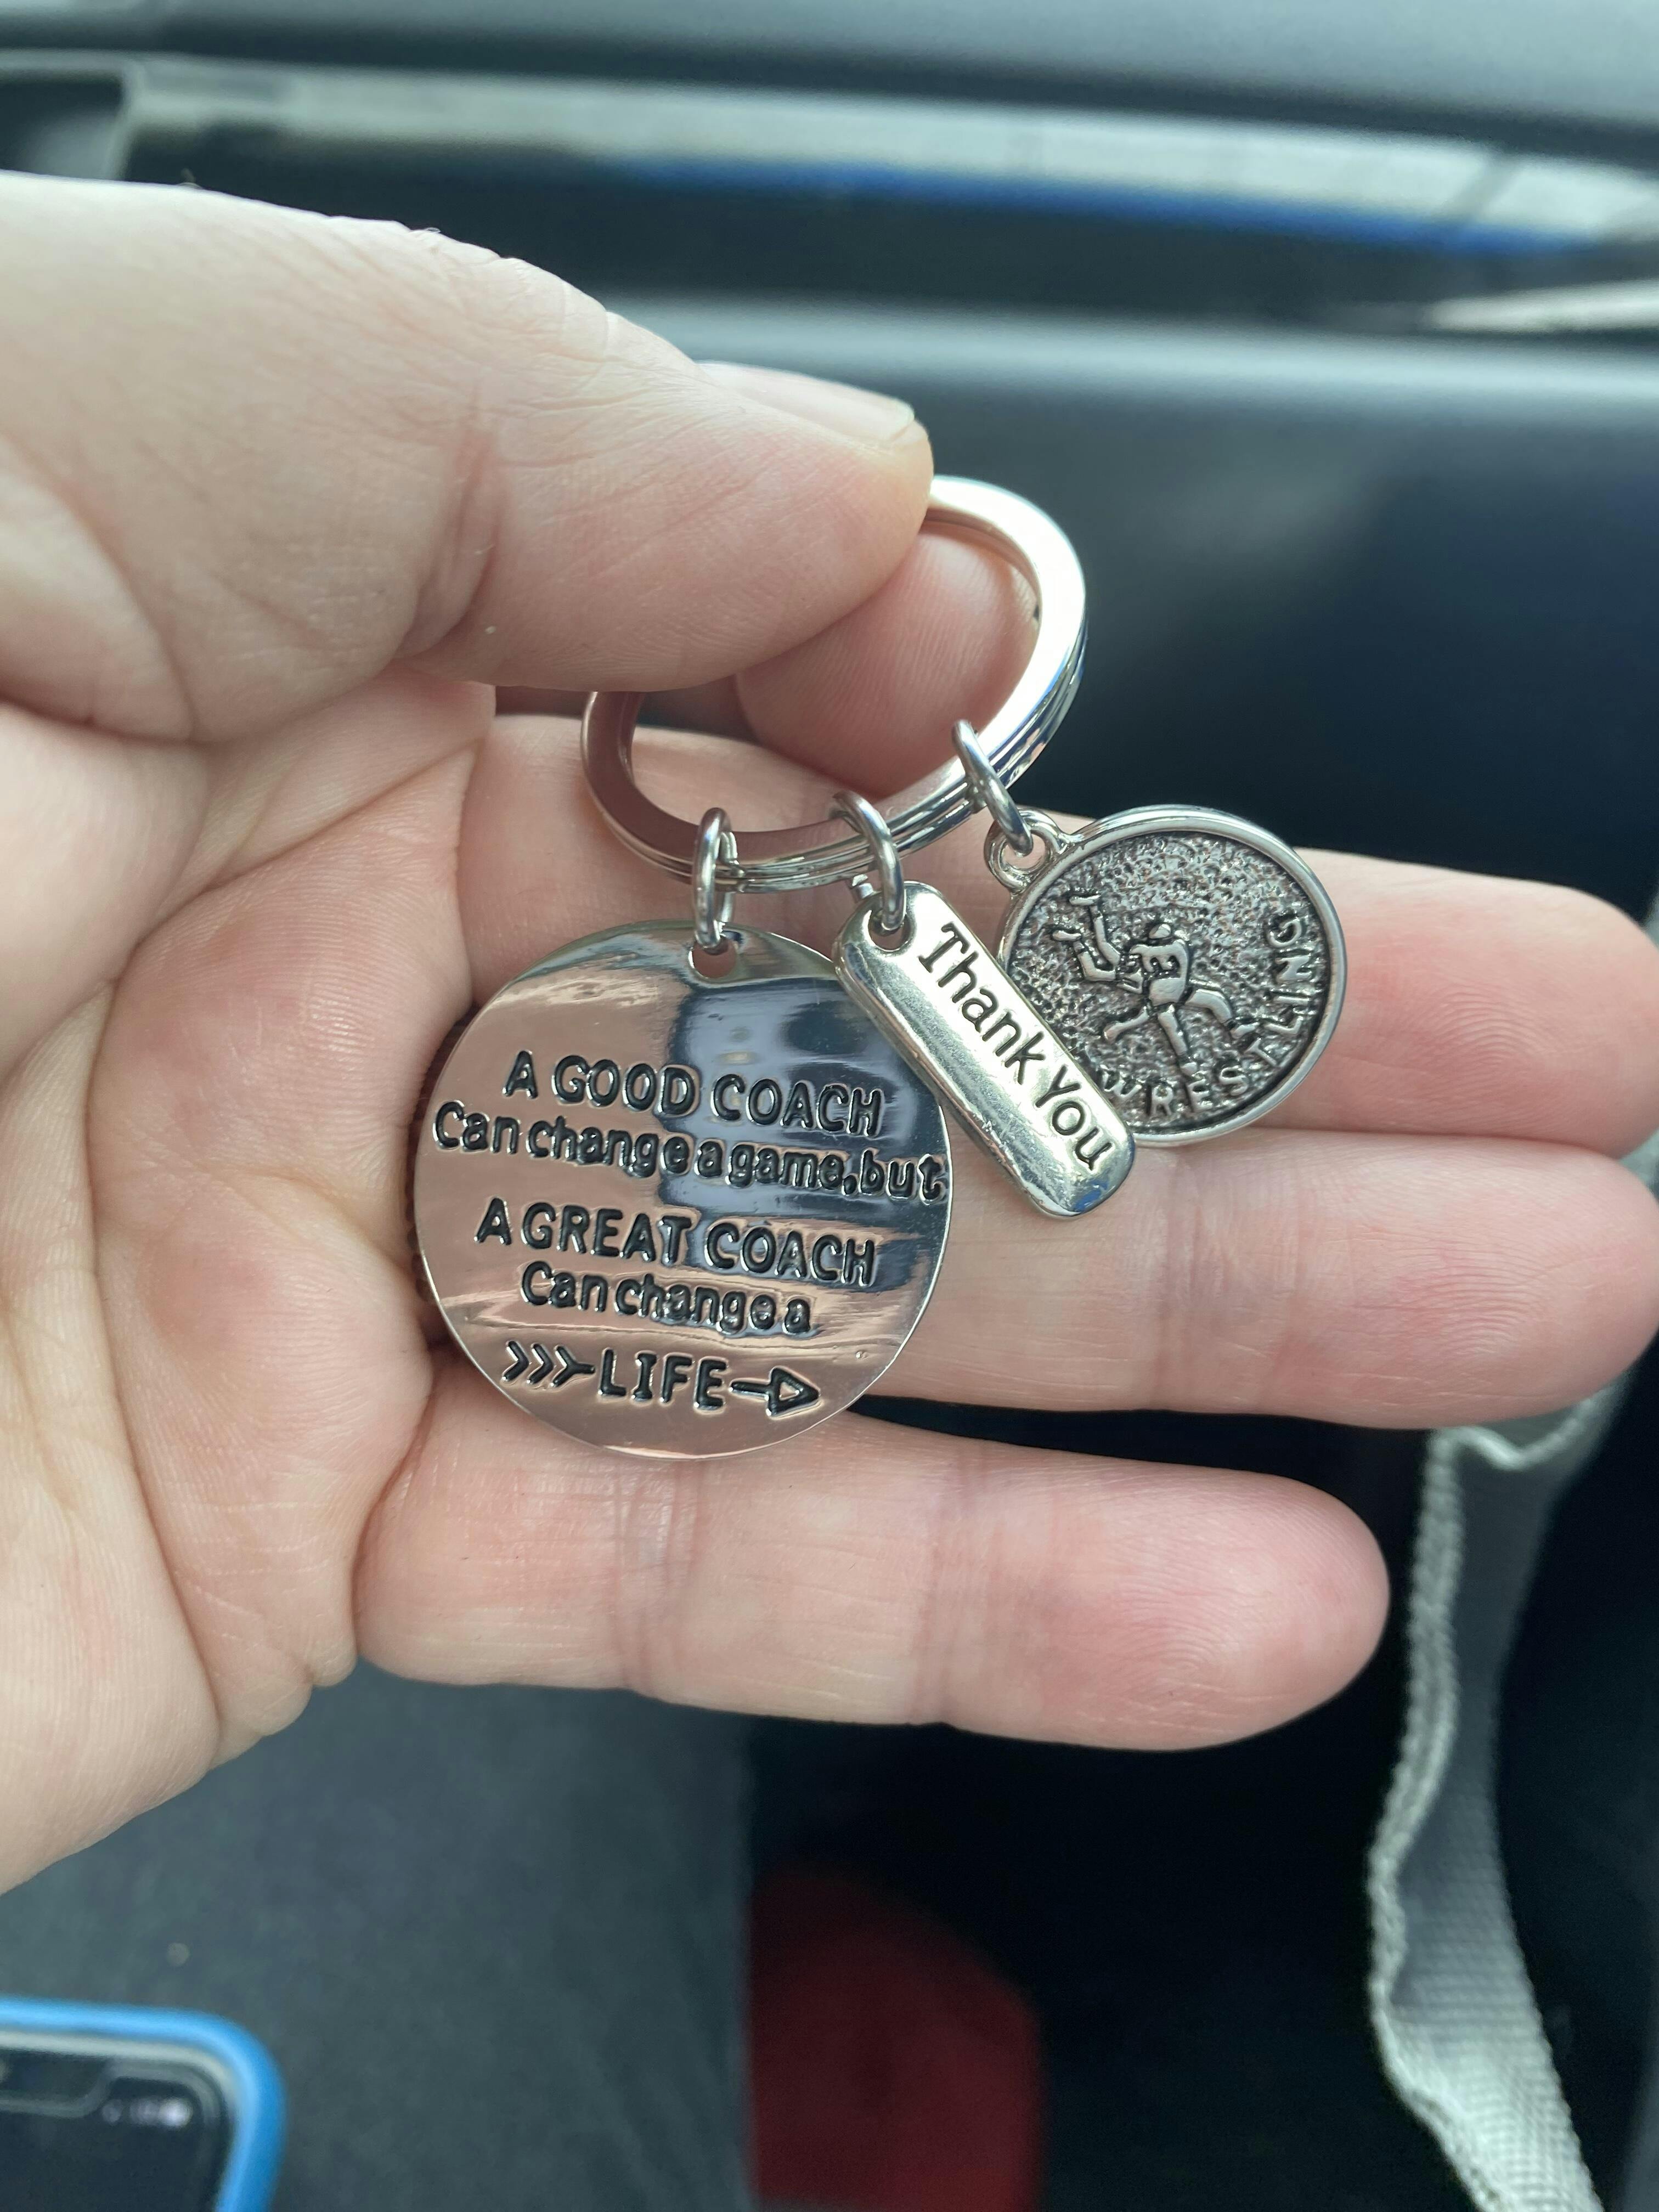 A GOOD COACH
Can change a game, but
A GREAT COACH
Can change a
LIFE
Thank You
WRESTLING